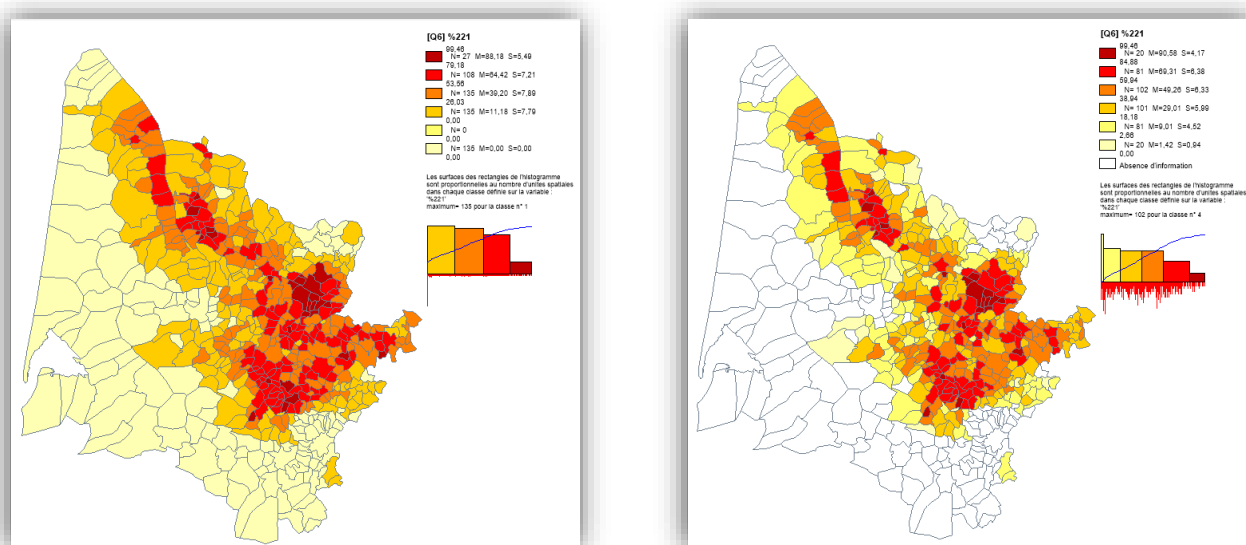 [Q6] %221
99,46
N= 27 M=88,18 S=5,49
79,18
N= 108 M=64,42 S=7,21
53,56
N= 135 M=39,20 S=7,89
26,03
N= 135 M=11,18 S=7,79
0,00
N= 0
0,00
N= 135 M=0,00 S=0,00
0,00
Les surfaces des rectangles de l'histogramme
sont proportionnelles au nombre d'unites spatiales
dans chaque classe définie sur la variable :
'%221'
maximum= 135 pour la classe n° 1
[Q6] %221
99,46
N= 20 M=90,58 S=4,17
84,88
N= 81 M=69,31 S=6,38
59,94
N= 102 M=49,26 S=6,33
38,94
N= 101 M=29,01 S=5,99
18,18
N= 81 M=9,01 S=4,52
2,66
N= 20 M=1,42 S=0,94
0,00
Absence d'information
Les surfaces des rectangles de l'histogramme
sont proportionnelles au nombre d'unites spatiales
dans chaque classe définie sur la variable :
'%221'
maximum= 102 pour la classe n° 4